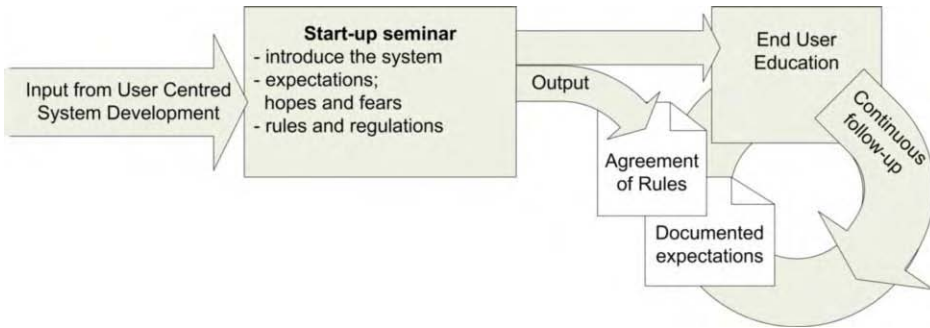 Input from User Centred
System Development
Start-up seminar
- introduce the system
- expectations;
hopes and fears
- rules and regulations
Output
End User
Education
Continuous
follow-up
Agreement
of Rules
Documented
expectations